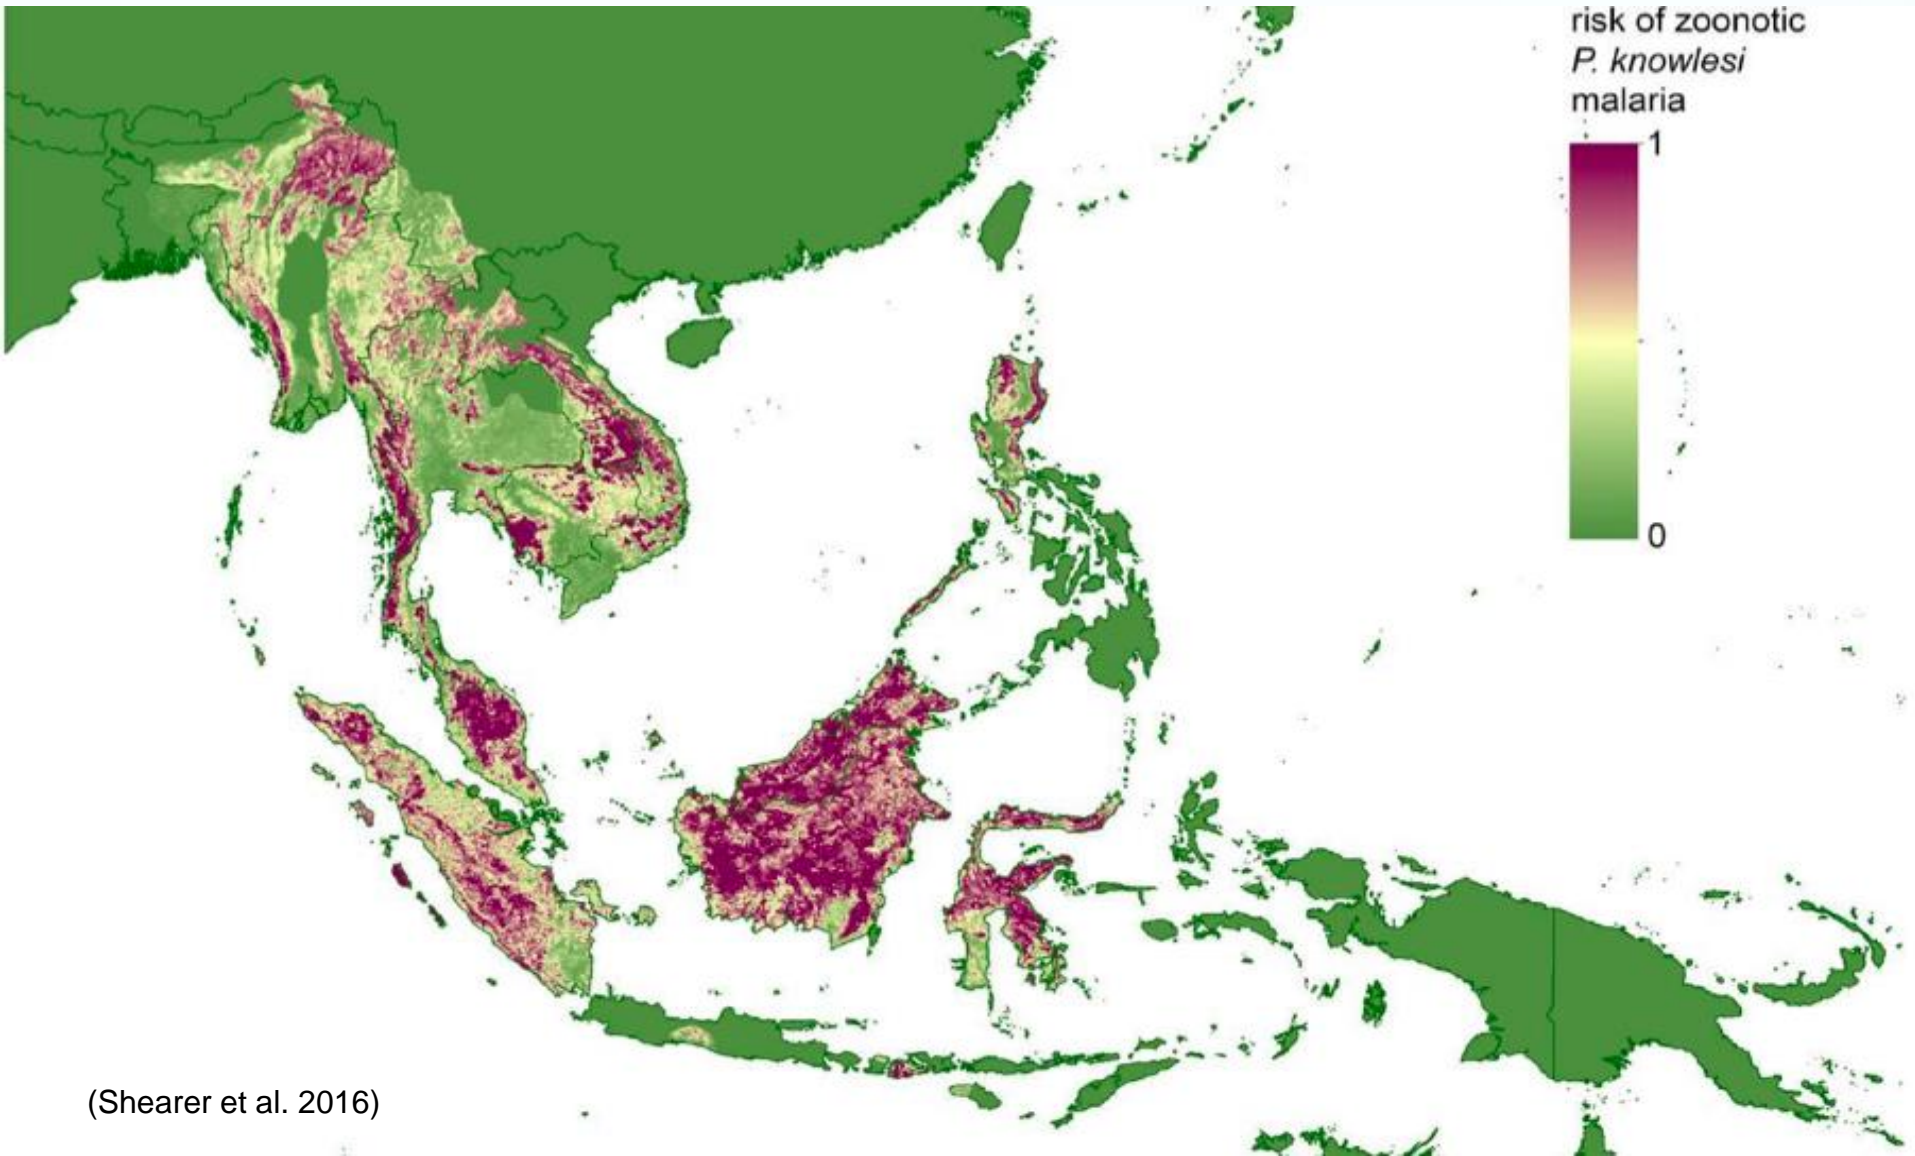 risk of zoonotic
P. knowlesi
malaria
1
0
(Shearer et al. 2016)